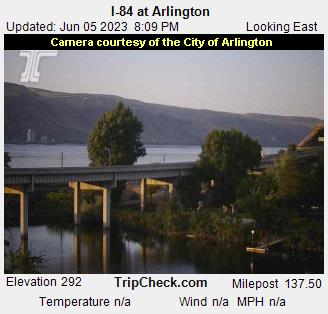 I-84 at Arlington
Updated: Jun 05 2023 8:09 PM Looking East
Camera courtesy of the City of Arlington
Elevation 292 TripCheck.com Milepost 137.50
Temperature n/a Wind n/a MPH n/a